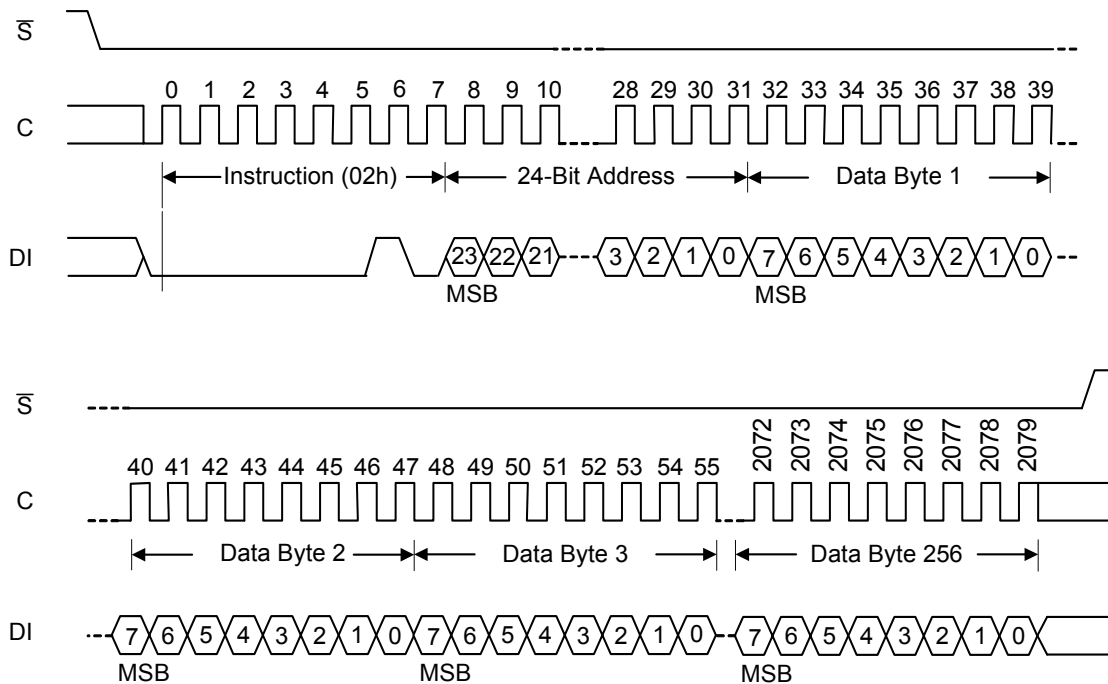 S̅
0 1 2 3 4 5 6 7 8 9 10 28 29 30 31 32 33 34 35 36 37 38 39
C
Instruction (02h) 24-Bit Address Data Byte 1
DI 23 22 21 3 2 1 0 7 6 5 4 3 2 1 0
MSB MSB
S̅
2072 2073 2074 2075 2076 2077 2078 2079
40 41 42 43 44 45 46 47 48 49 50 51 52 53 54 55
C
Data Byte 2 Data Byte 3 Data Byte 256
DI 7 6 5 4 3 2 1 0 7 6 5 4 3 2 1 0 7 6 5 4 3 2 1 0
MSB MSB MSB